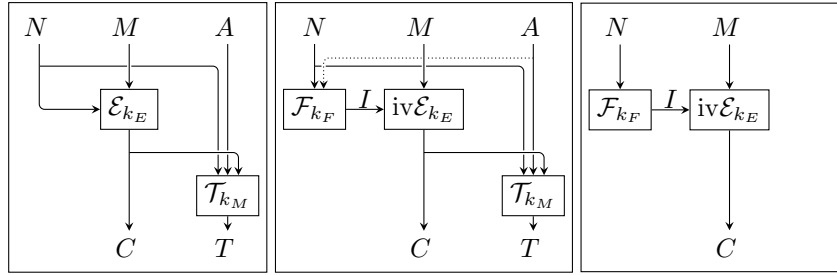 N M A
N M A
N M
𝓔_{k_E}
𝓕_{k_F} I iv𝓔_{k_E}
𝓕_{k_F} I iv𝓔_{k_E}
𝓣_{k_M}
𝓣_{k_M}
C T
C T
C